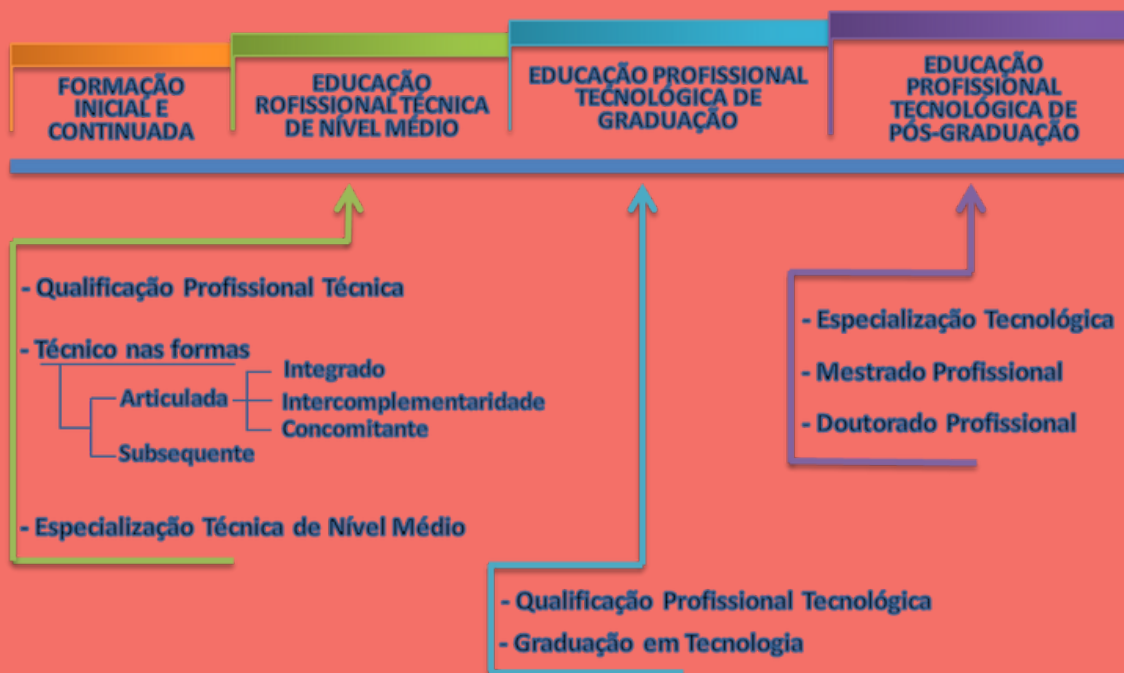 FORMAÇÃO
INICIAL E
CONTINUADA
EDUCAÇÃO
ROFISSIONAL TÉCNICA
DE NÍVEL MÉDIO
EDUCAÇÃO PROFISSIONAL
TECNOLÓGICA DE
GRADUAÇÃO
EDUCAÇÃO
PROFISSIONAL
TECNOLÓGICA DE
PÓS-GRADUAÇÃO
- Qualificação Profissional Técnica
- Técnico nas formas
Articulada
Integrado
Intercomplementaridade
Concomitante
Subsequente
- Especialização Técnica de Nível Médio
- Qualificação Profissional Tecnológica
- Graduação em Tecnologia
- Especialização Tecnológica
- Mestrado Profissional
- Doutorado Profissional